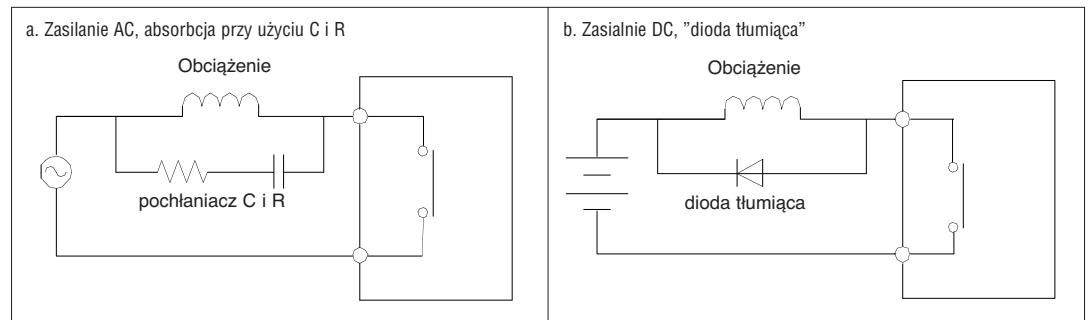 a. Zasilanie AC, absorbcja przy użyciu C i R
Obciążenie
pochłaniacz C i R
b. Zasialnie DC, ”dioda tłumiąca”
Obciążenie
dioda tłumiąca